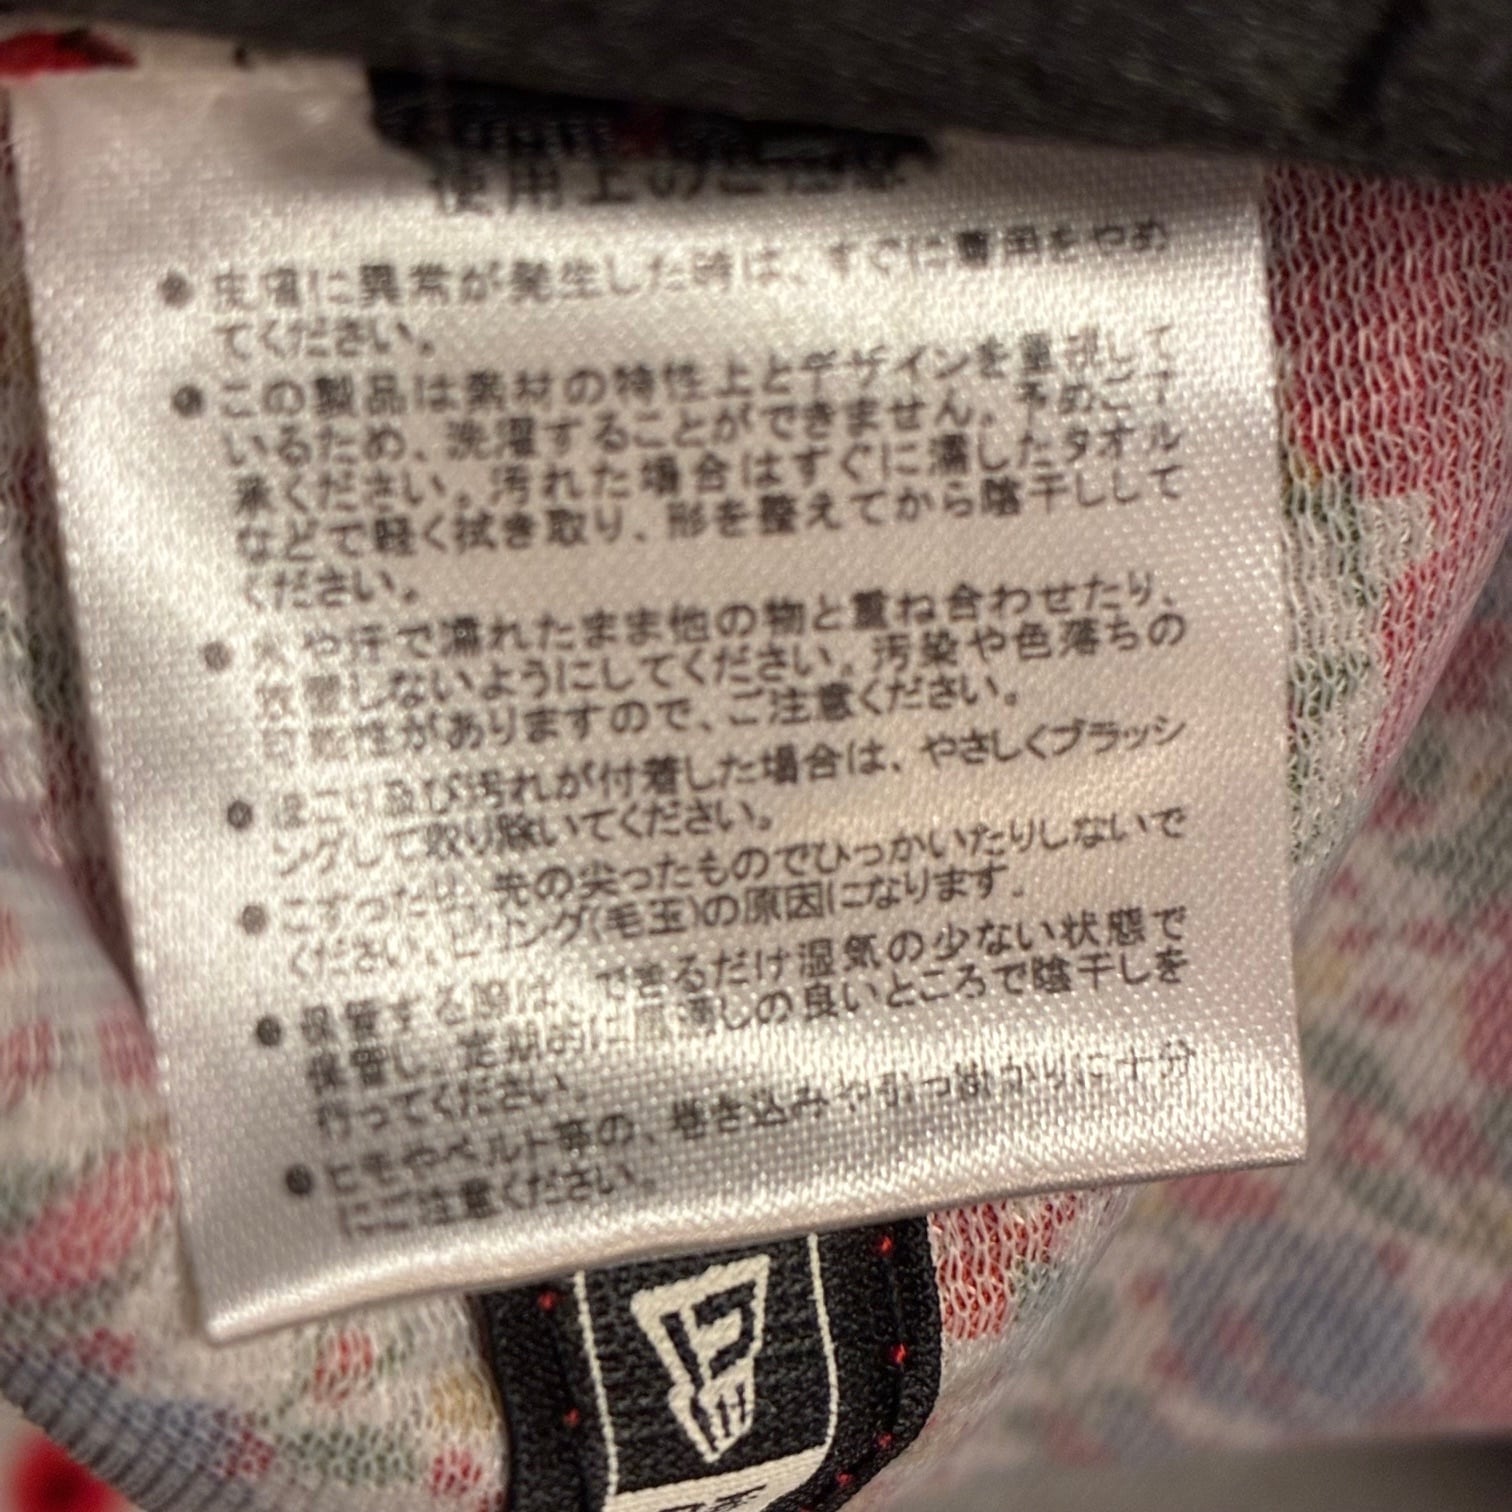 使用上のご注意
● 皮膚に異常が発生した時は、すぐに着用をやめ
てください。
● この製品は素材の特性上とデザインを重視して
いるため、洗濯することができません。予めご了
承ください。汚れた場合はすぐに濡したタオル
などで軽く拭き取り、形を整えてから陰干しして
ください。
● 水や汗で濡れたまま他の物と重ね合わせたり、
放置しないようにしてください。汚染や色落ちの
可能性がありますので、ご注意ください。
● ほこり及び汚れが付着した場合は、やさしくブラッシ
ングして取り除いてください。
● こすったり、先の尖ったものでひっかいたりしないで
ください。ピリング(毛玉)の原因になります。
● 保管する際は、できるだけ湿気の少ない状態で
保管し、定期的に風通しの良いところで陰干しを
行ってください。
● ヒモやベルト等の、巻き込みや引っ掛かりに十分
にご注意ください。